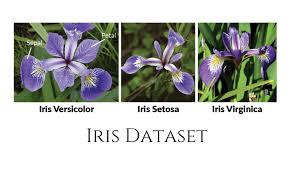 Petal
Sepal
Iris Versicolor
Iris Setosa
Iris Virginica
IRIS DATASET